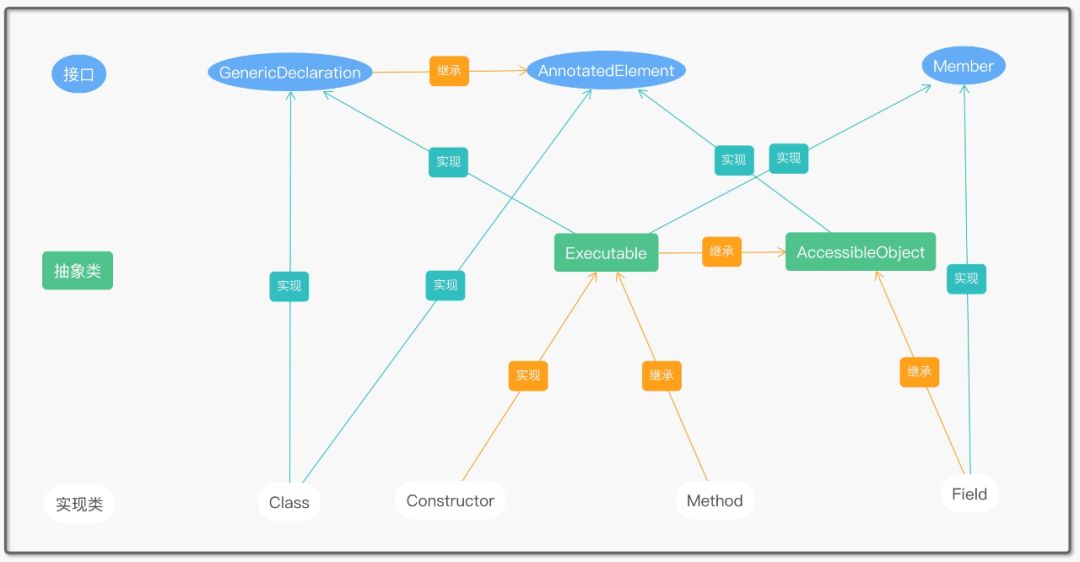 接口
GenericDeclaration
继承
AnnotatedElement
Member
实现
实现
实现
抽象类
Executable
继承
AccessibleObject
实现
实现
实现
实现
继承
继承
实现类
Class
Constructor
Method
Field